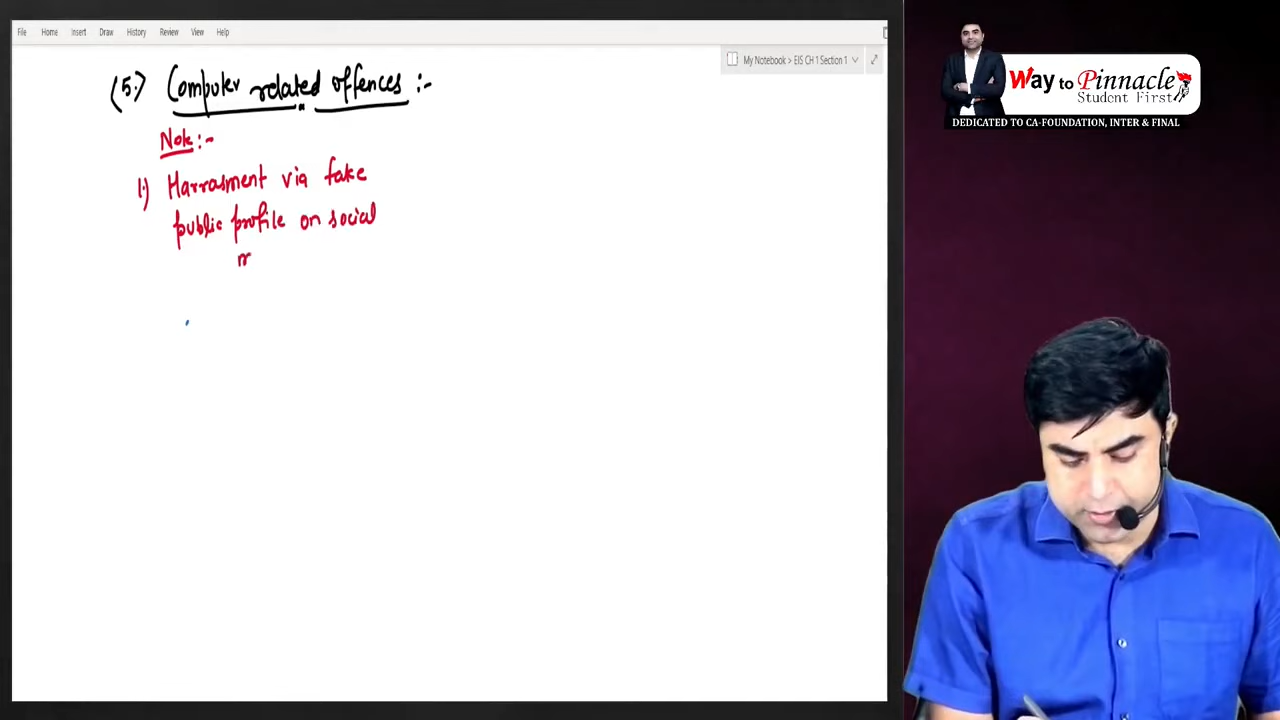 File Home Insert Draw History Review View Help
My Notebook > EIS CH 1 Section 1
(5.) Computer related offences :-
Note :-
1.) Harrasment via fake
public profile on social
m
Way to Pinnacle
Student First
DEDICATED TO CA-FOUNDATION, INTER & FINAL